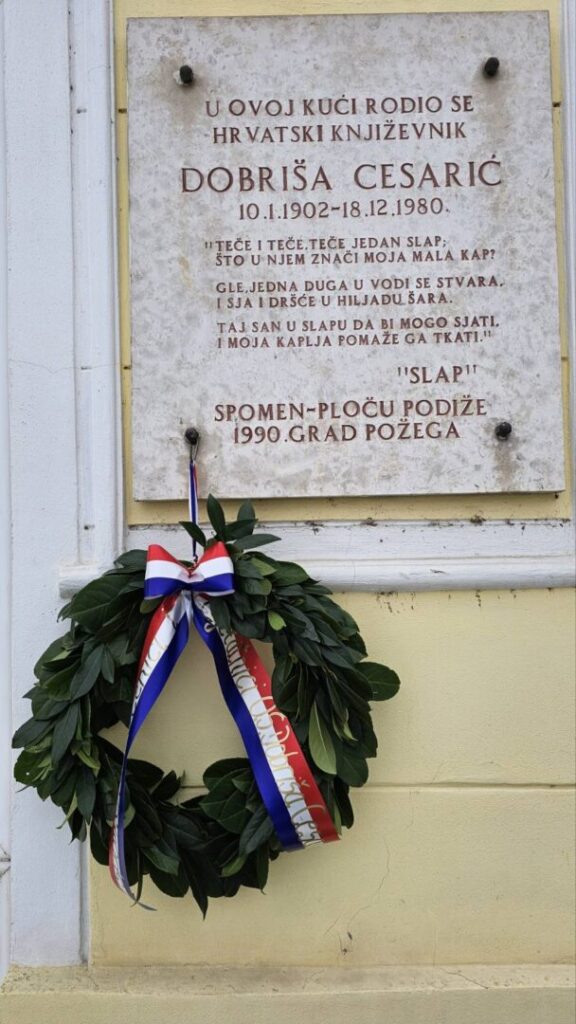 U OVOJ KUĆI RODIO SE
HRVATSKI KNJIŽEVNIK
DOBRIŠA CESARIĆ
10.1.1902-18.12.1980.
"TEČE I TEČE, TEČE JEDAN SLAP;
ŠTO U NJEM ZNAČI MOJA MALA KAP?
GLE, JEDNA DUGA U VODI SE STVARA,
I SJA I DRŠĆE U HILJADU ŠARA.
TAJ SAN U SLAPU DA BI MOGO SJATI,
I MOJA KAPLJA POMAŽE GA TKATI."
"SLAP"
SPOMEN-PLOČU PODIŽE
1990. GRAD POŽEGA